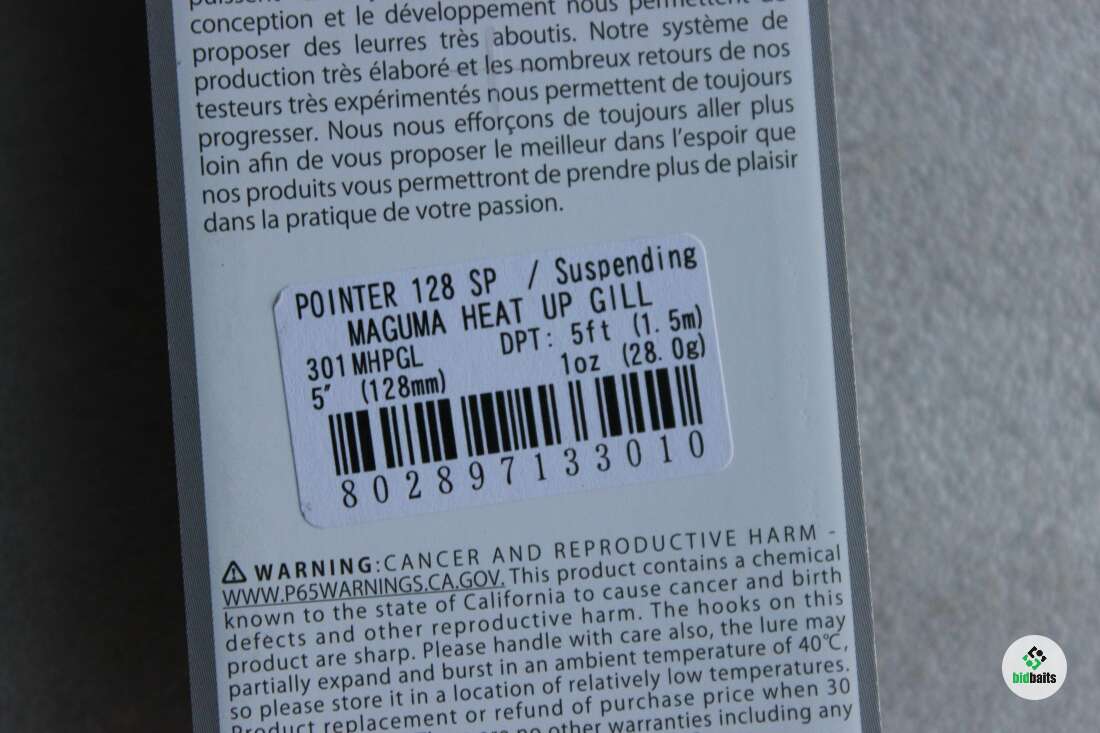 conception et le développement nous permettent de
proposer des leurres très aboutis. Notre système de
production très élaboré et les nombreux retours de nos
testeurs très expérimentés nous permettent de toujours
progresser. Nous nous efforçons de toujours aller plus
loin afin de vous proposer le meilleur dans l'espoir que
nos produits vous permettront de prendre plus de plaisir
dans la pratique de votre passion.
POINTER 128 SP / Suspending
MAGUMA HEAT UP GILL
301 MHPGL DPT: 5ft (1.5m)
5" (128mm) 1oz (28.0g)
802897133010
WARNING:CANCER AND REPRODUCTIVE HARM -
WWW.P65WARNINGS.CA.GOV. This product contains a chemical
known to the state of California to cause cancer and birth
defects and other reproductive harm. The hooks on this
product are sharp. Please handle with care also, the lure may
partially expand and burst in an ambient temperature of 40℃,
so please store it in a location of relatively low temperatures.
Product replacement or refund of purchase price when 30
no other warranties including any
bidbaits